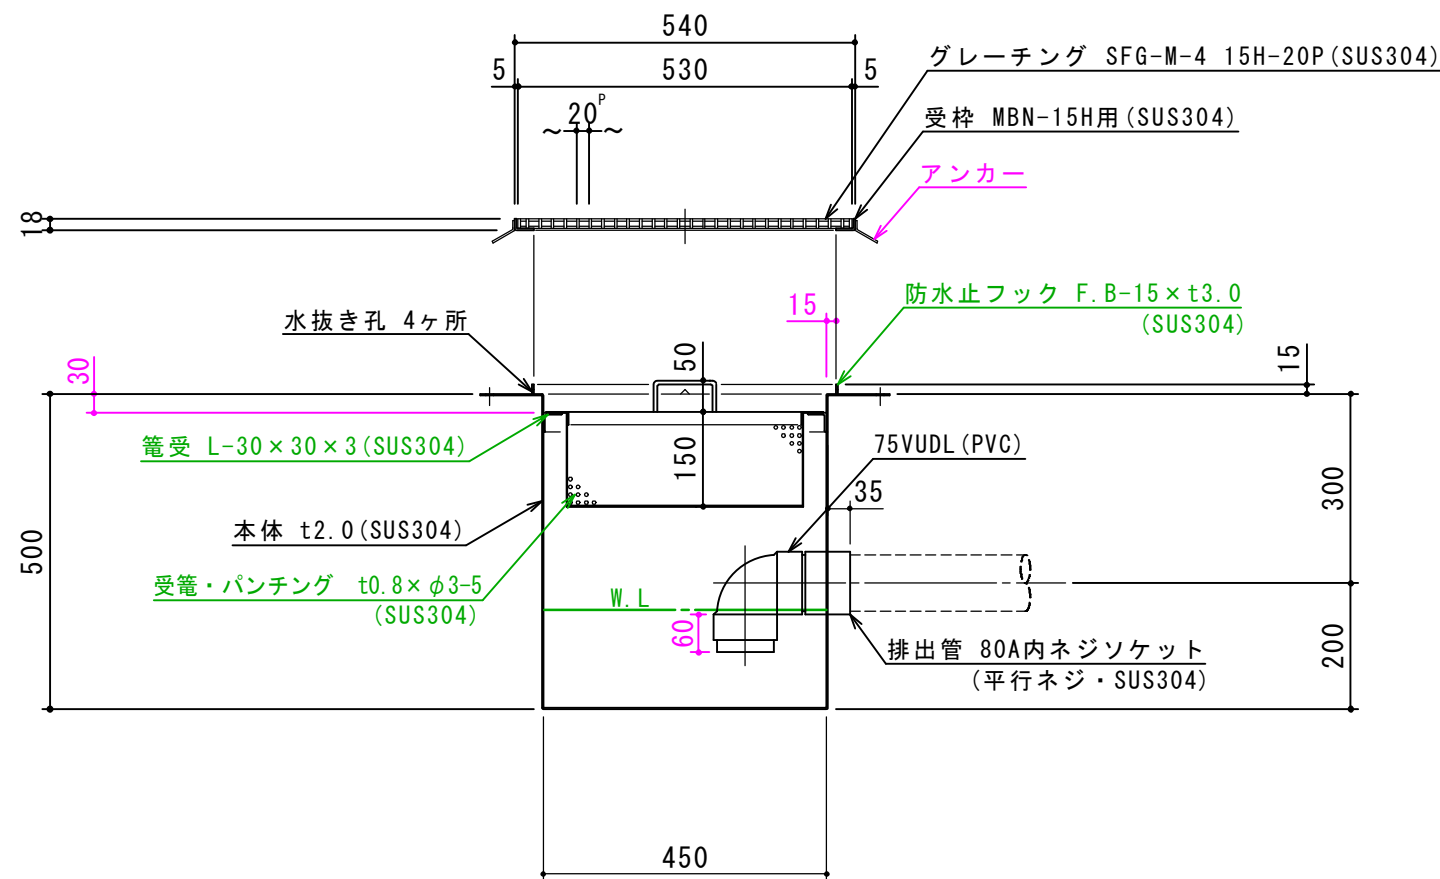 540
5 530 5
20P
~ ~
グレーチング SFG-M-4 15H-20P(SUS304)
受枠 MBN-15H用(SUS304)
アンカー
18
防水止フック F.B-15×t3.0
(SUS304)
15
水抜き孔 4ヶ所
30
50
15
籠受 L-30×30×3(SUS304)
150
75VUDL(PVC)
35
300
本体 t2.0(SUS304)
500
受籠・パンチング t0.8×φ3-5
(SUS304)
W.L
60
排出管 80A内ネジソケット
(平行ネジ・SUS304)
200
450